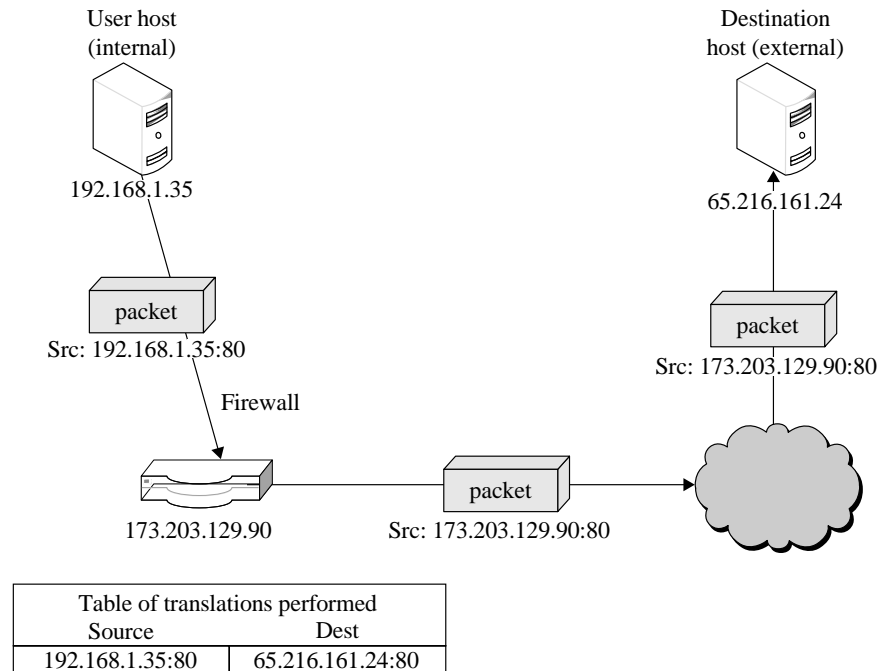 User host
(internal)
Destination
host (external)
192.168.1.35
65.216.161.24
packet
Src: 192.168.1.35:80
packet
Src: 173.203.129.90:80
Firewall
173.203.129.90
packet
Src: 173.203.129.90:80
Table of translations performed
Source Dest
192.168.1.35:80 65.216.161.24:80